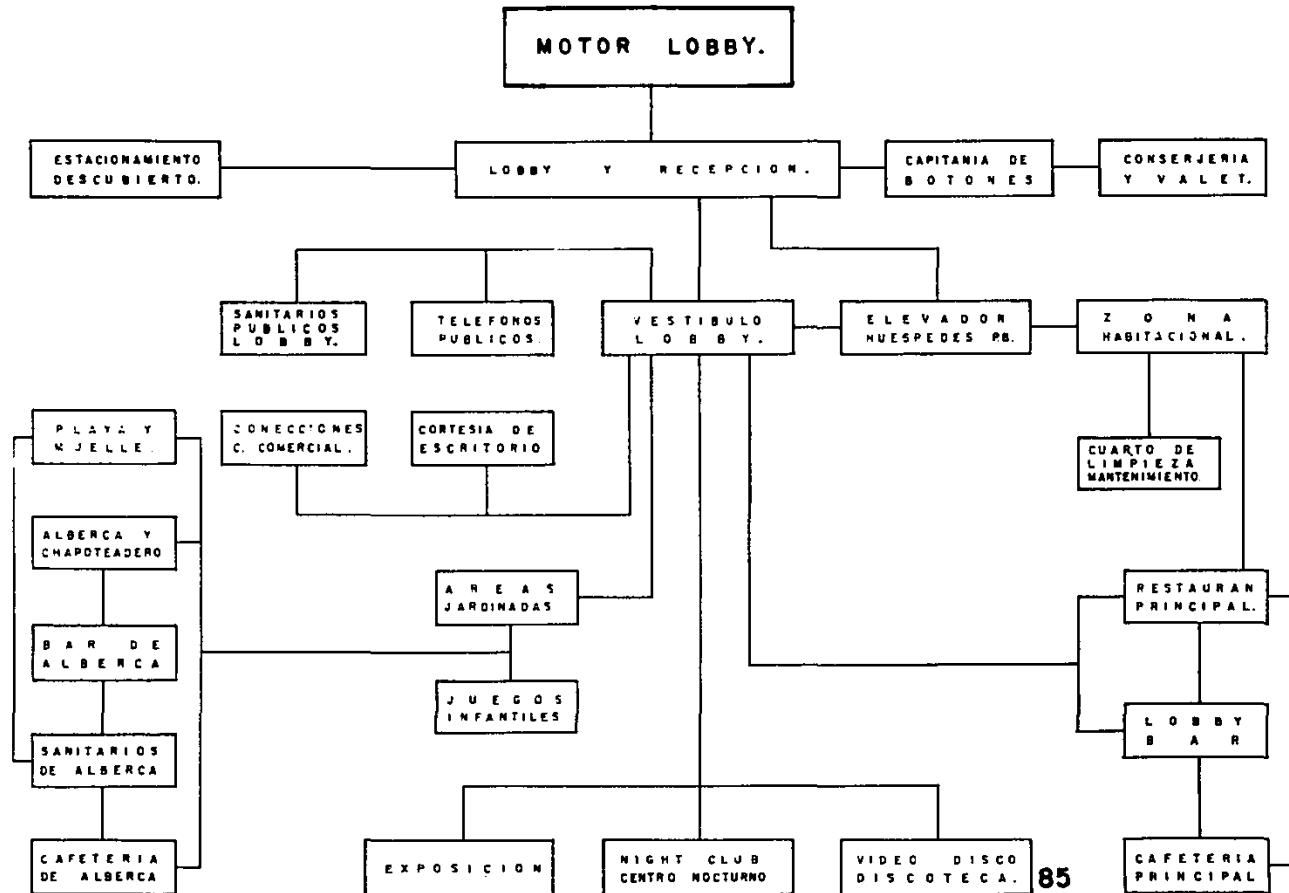 MOTOR LOBBY.
ESTACIONAMIENTO
DESCUBIERTO.
LOBBY Y RECEPCION.
CAPITANIA DE
BOTONES
CONSERJERIA
Y VALET.
SANITARIOS
PUBLICOS
LOBBY.
TELEFONOS
PUBLICOS.
VESTIBULO
LOBBY.
ELEVADOR
HUESPEDES P.B.
ZONA
HABITACIONAL.
PLAYA Y
MUELLE.
CONECCIONES
C. COMERCIAL.
CORTESIA DE
ESCRITORIO
CUARTO DE
LIMPIEZA
MANTENIMIENTO.
ALBERCA Y
CHAPOTEADERO
AREAS
JARDINADAS
RESTAURAN
PRINCIPAL.
BAR DE
ALBERCA
JUEGOS
INFANTILES
LOBBY
BAR
SANITARIOS
DE ALBERCA
CAFETERIA
DE ALBERCA
EXPOSICION
NIGHT CLUB
CENTRO NOCTURNO
VIDEO DISCO
DISCOTECA.
85
CAFETERIA
PRINCIPAL